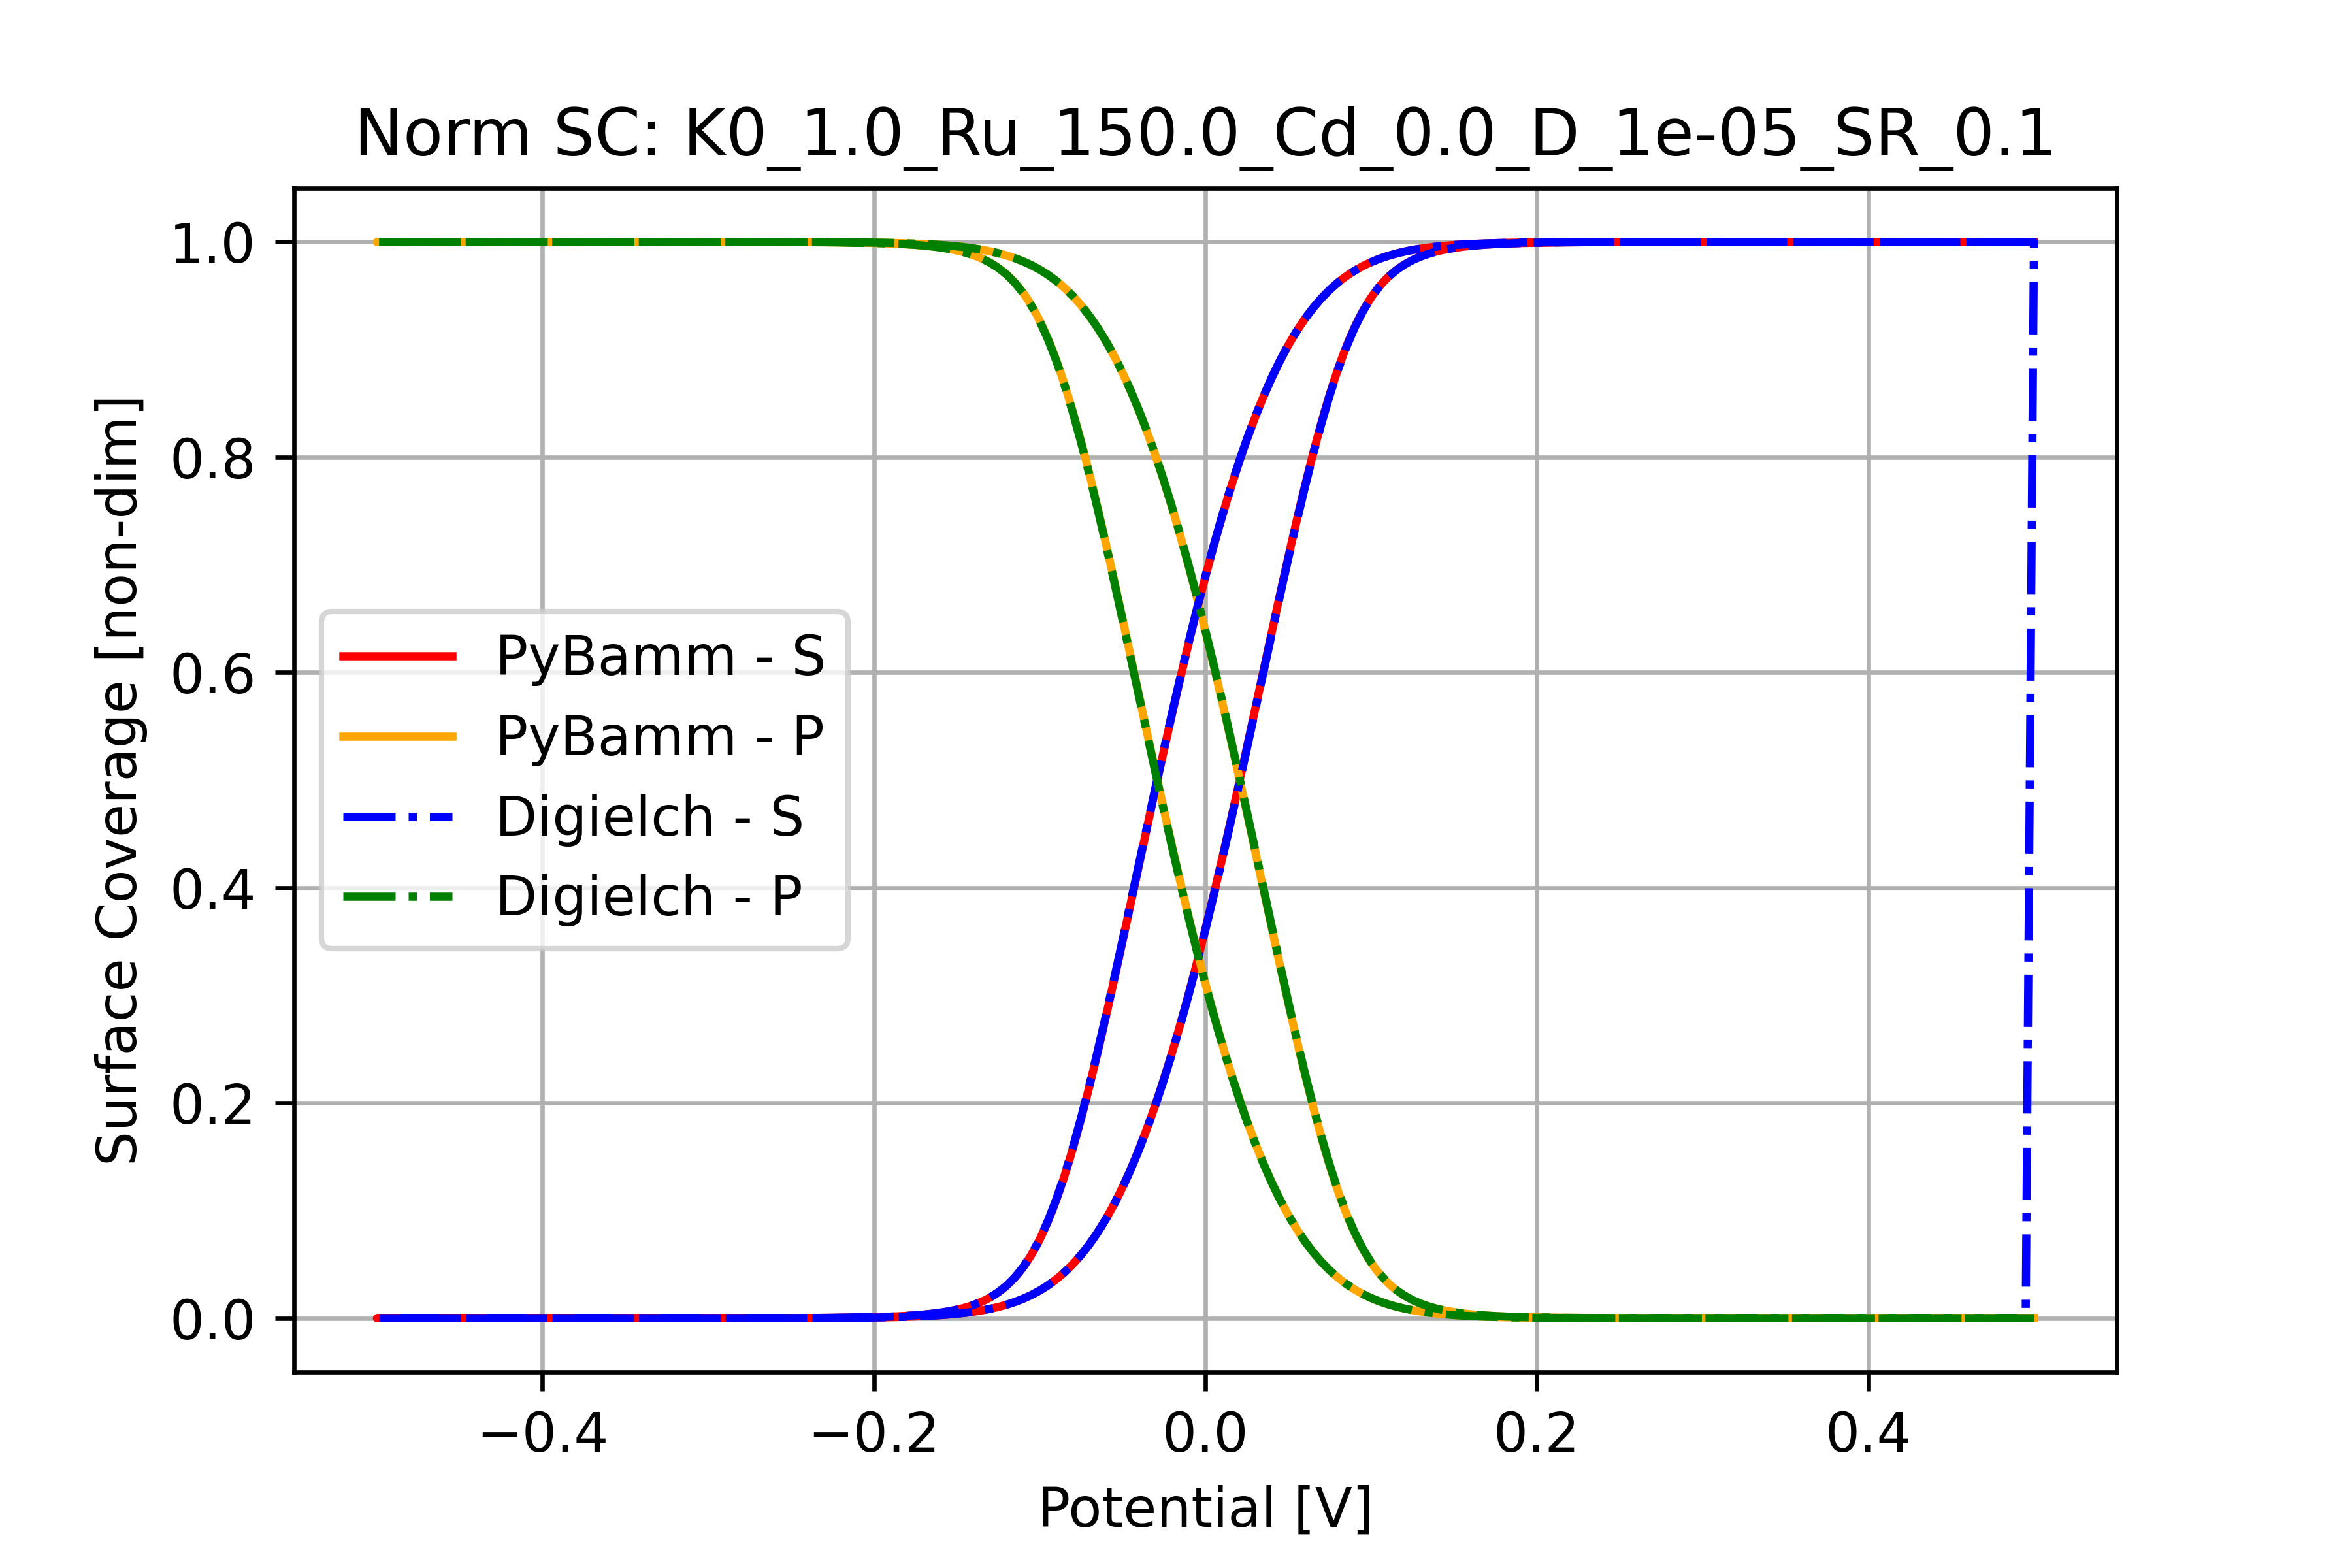 Norm SC: K0_1.0_Ru_150.0_Cd_0.0_D_1e-05_SR_0.1
Surface Coverage [non-dim]
1.0
0.8
0.6
0.4
0.2
0.0
PyBamm - S
PyBamm - P
Digielch - S
Digielch - P
−0.4
−0.2
0.0
0.2
0.4
Potential [V]